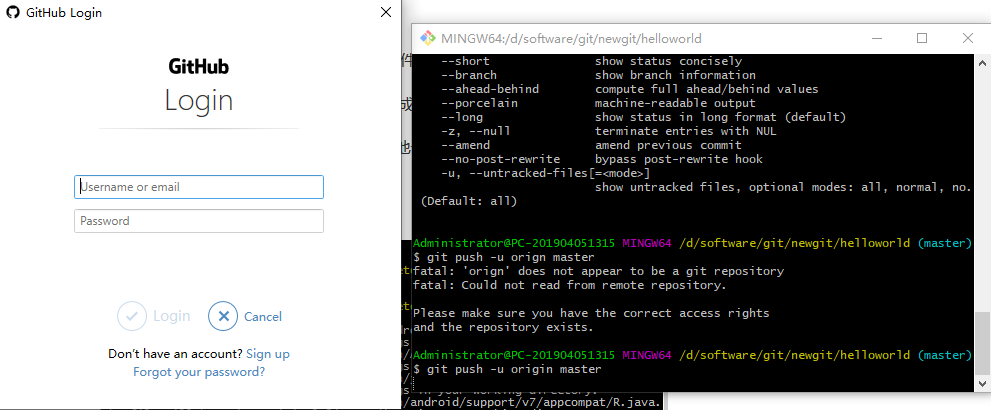 GitHub Login
GitHub
Login
Username or email
Password
Login
Cancel
Don't have an account? Sign up
Forgot your password?
件
成
他
MINGW64:/d/software/git/newgit/helloworld
--short show status concisely
--branch show branch information
--ahead-behind compute full ahead/behind values
--porcelain machine-readable output
--long show status in long format (default)
-z, --null terminate entries with NUL
--amend amend previous commit
--no-post-rewrite bypass post-rewrite hook
-u, --untracked-files[=<mode>]
show untracked files, optional modes: all, normal, no.
(Default: all)
Administrator@PC-201904051315 MINGW64 /d/software/git/newgit/helloworld (master)
$ git push -u orign master
fatal: 'orign' does not appear to be a git repository
fatal: Could not read from remote repository.
Please make sure you have the correct access rights
and the repository exists.
Administrator@PC-201904051315 MINGW64 /d/software/git/newgit/helloworld (master)
$ git push -u origin master
in your working directory.
/android/support/v7/appcompat/R.java.